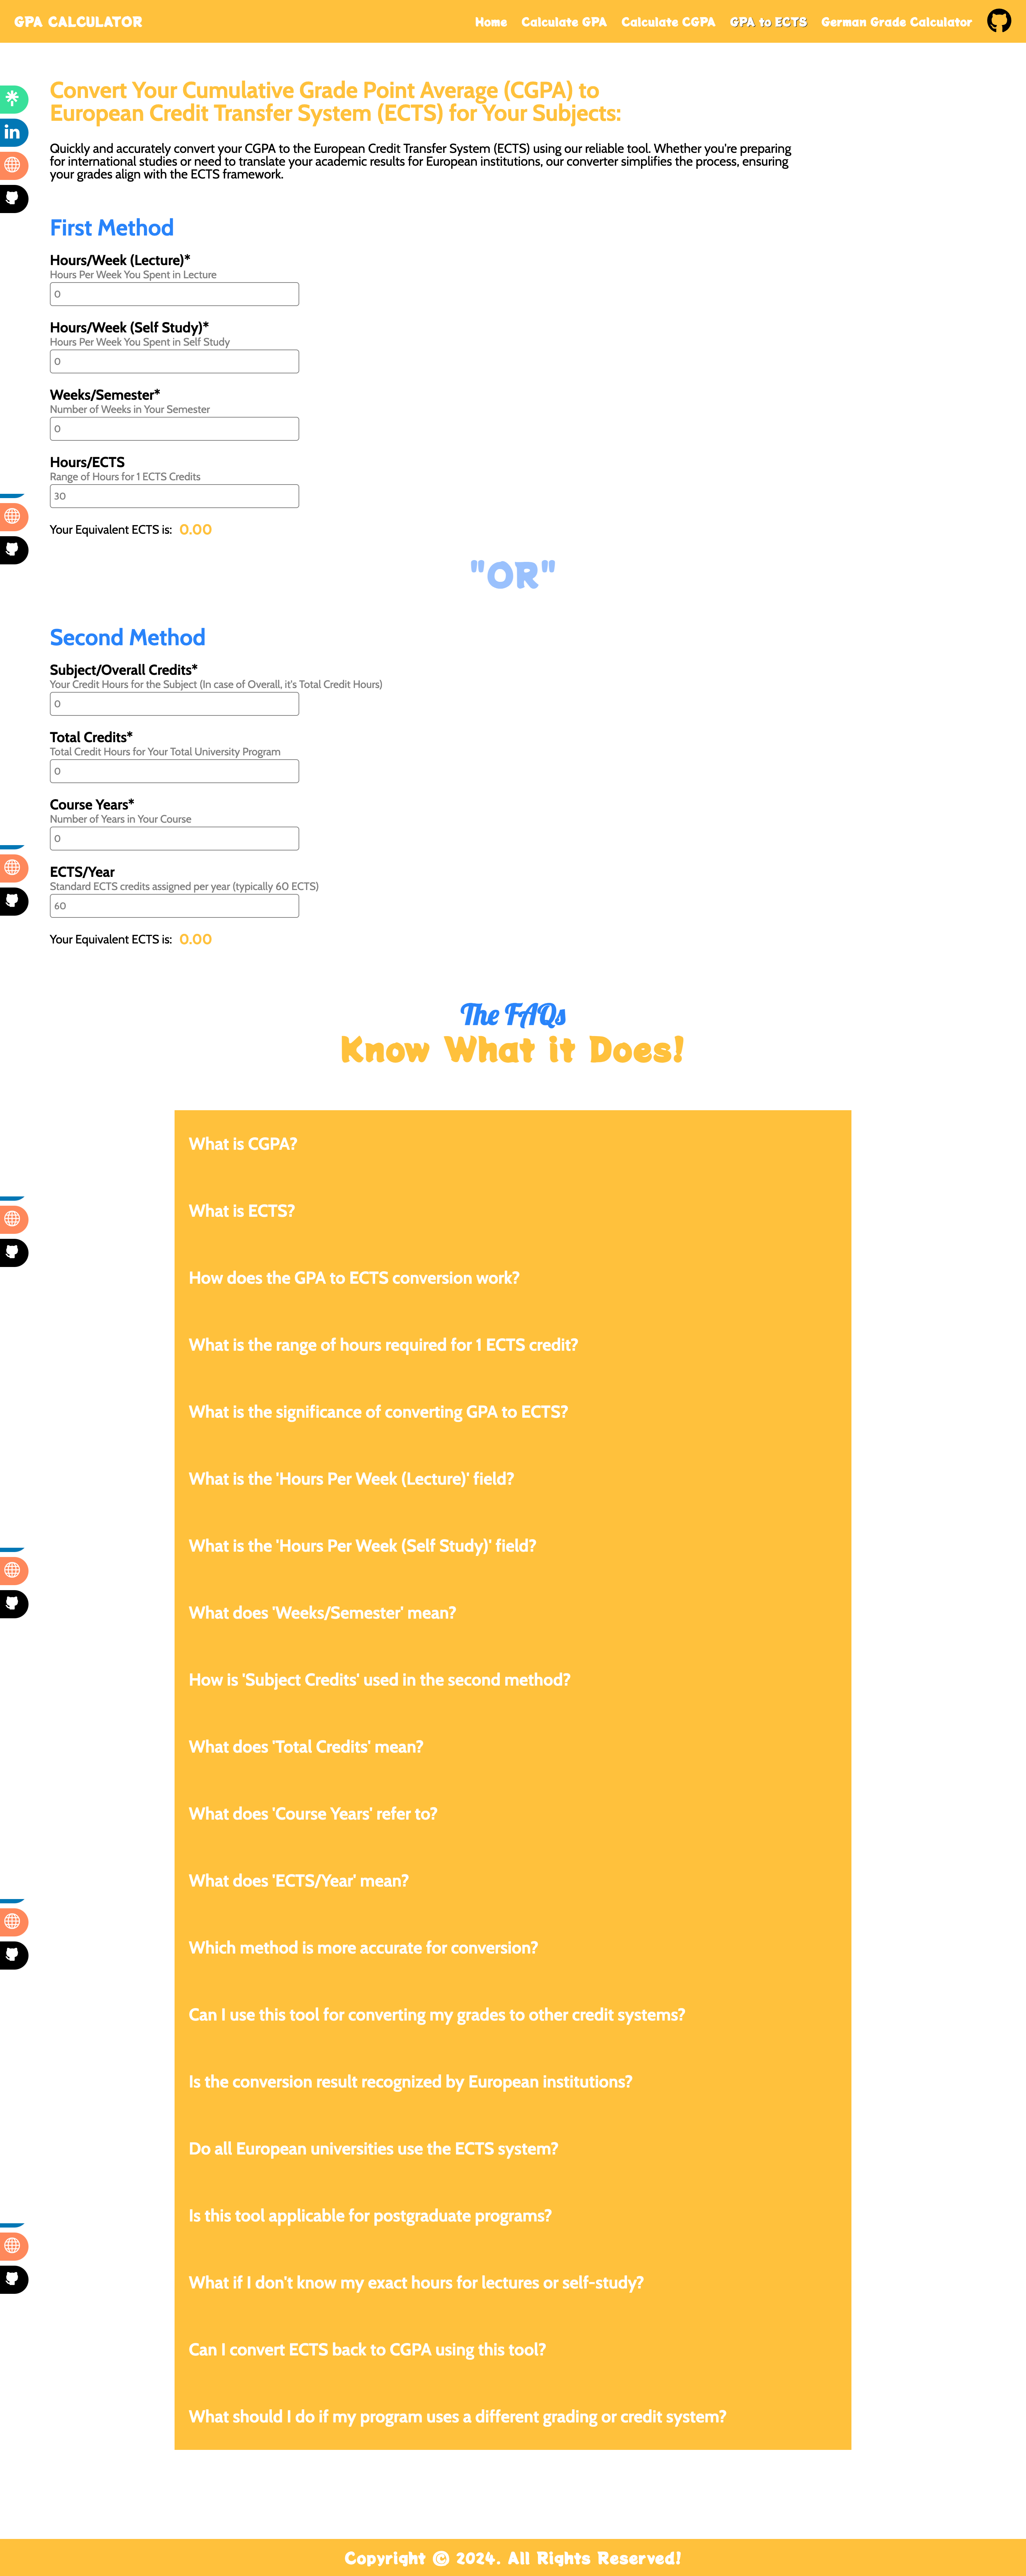 GPA CALCULATOR
Home
Calculate GPA
Calculate CGPA
GPA to ECTS
German Grade Calculator
Convert Your Cumulative Grade Point Average (CGPA) to
European Credit Transfer System (ECTS) for Your Subjects:
Quickly and accurately convert your CGPA to the European Credit Transfer System (ECTS) using our reliable tool. Whether you're preparing
for international studies or need to translate your academic results for European institutions, our converter simplifies the process, ensuring
your grades align with the ECTS framework.
in
First Method
Hours/Week (Lecture)*
Hours Per Week You Spent in Lecture
0
Hours/Week (Self Study)*
Hours Per Week You Spent in Self Study
0
Weeks/Semester*
Number of Weeks in Your Semester
0
Hours/ECTS
Range of Hours for 1 ECTS Credits
30
Your Equivalent ECTS is: 0.00
"OR"
Second Method
Subject/Overall Credits*
Your Credit Hours for the Subject (In case of Overall, it's Total Credit Hours)
0
Total Credits*
Total Credit Hours for Your Total University Program
0
Course Years*
Number of Years in Your Course
0
ECTS/Year
Standard ECTS credits assigned per year (typically 60 ECTS)
60
Your Equivalent ECTS is: 0.00
The FAQs
Know What it Does!
What is CGPA?
What is ECTS?
How does the GPA to ECTS conversion work?
What is the range of hours required for 1 ECTS credit?
What is the significance of converting GPA to ECTS?
What is the 'Hours Per Week (Lecture)' field?
What is the 'Hours Per Week (Self Study)' field?
What does 'Weeks/Semester' mean?
How is 'Subject Credits' used in the second method?
What does 'Total Credits' mean?
What does 'Course Years' refer to?
What does 'ECTS/Year' mean?
Which method is more accurate for conversion?
Can I use this tool for converting my grades to other credit systems?
Is the conversion result recognized by European institutions?
Do all European universities use the ECTS system?
Is this tool applicable for postgraduate programs?
What if I don't know my exact hours for lectures or self-study?
Can I convert ECTS back to CGPA using this tool?
What should I do if my program uses a different grading or credit system?
Copyright © 2024. All Rights Reserved!